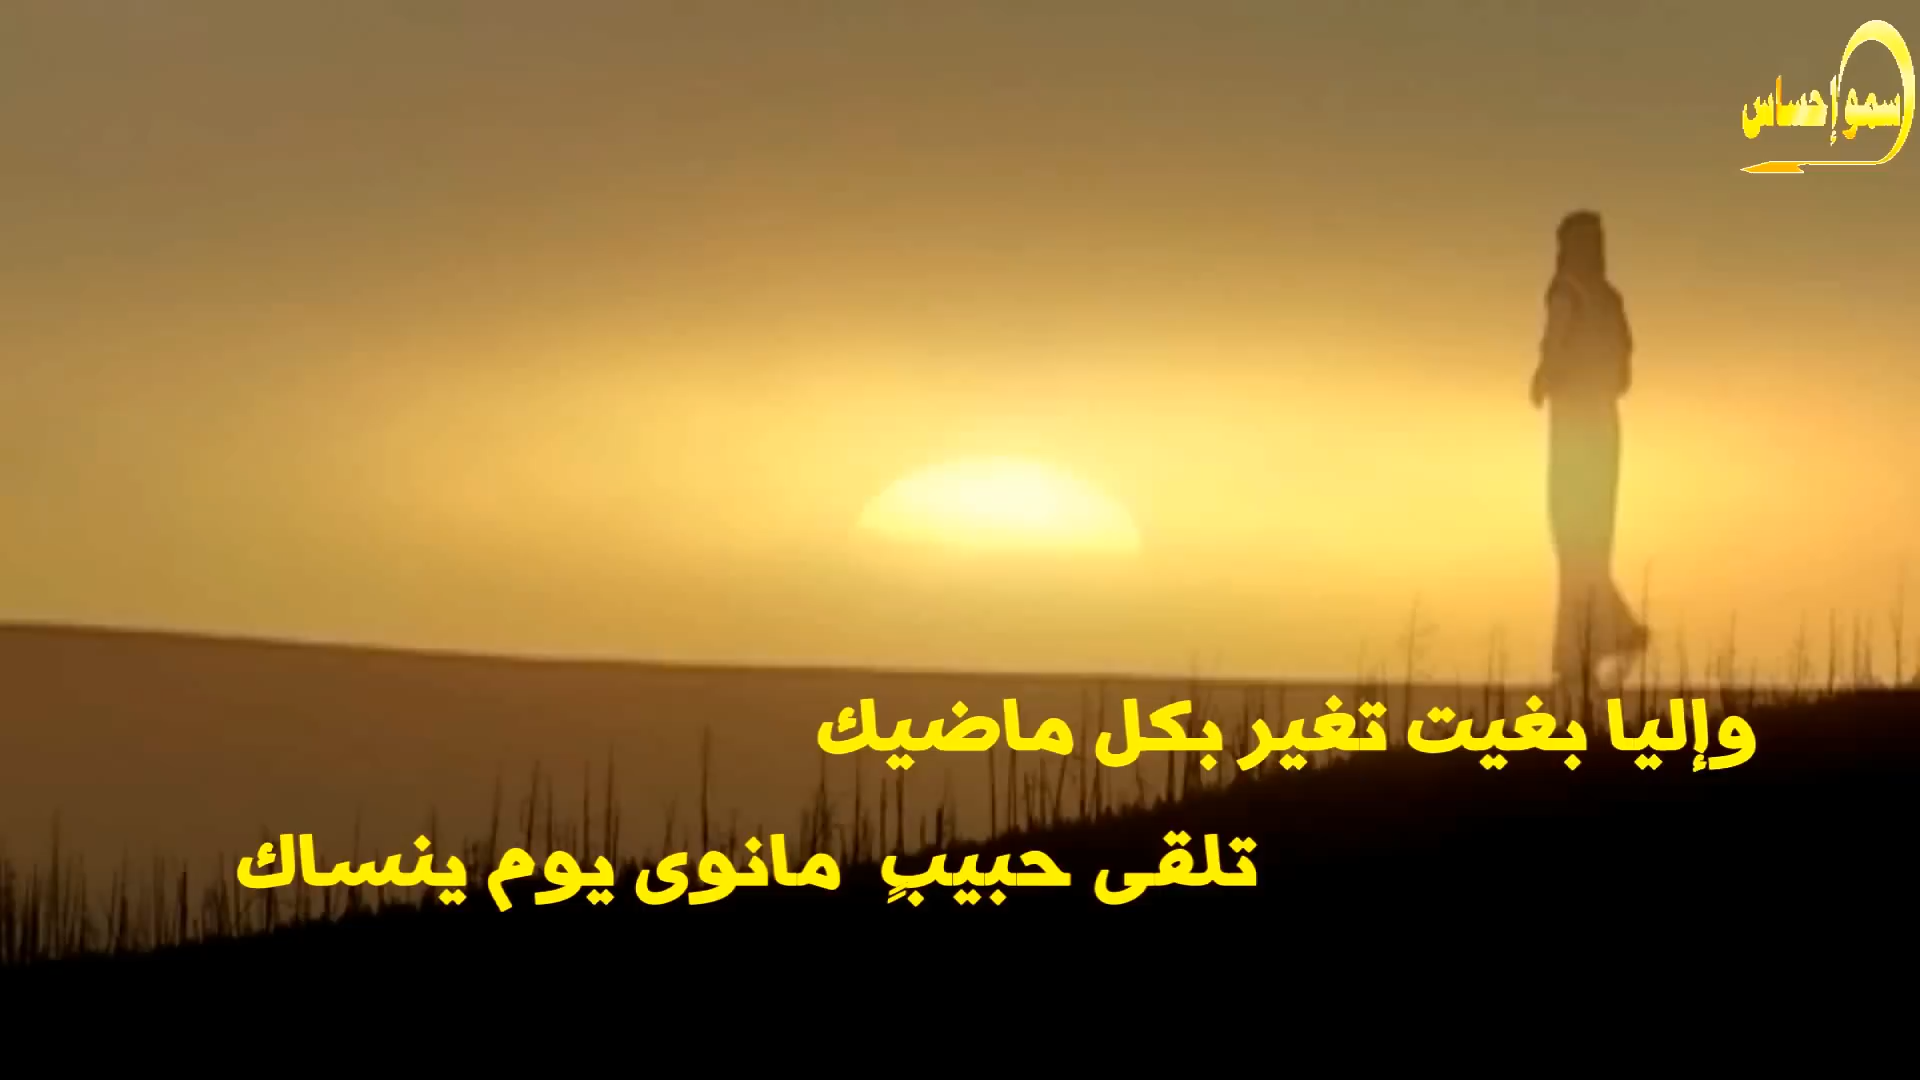 سمو إحساس
وإليا بغيت تغير بكل ماضيك
تلقى حبيبٍ مانوى يوم ينساك